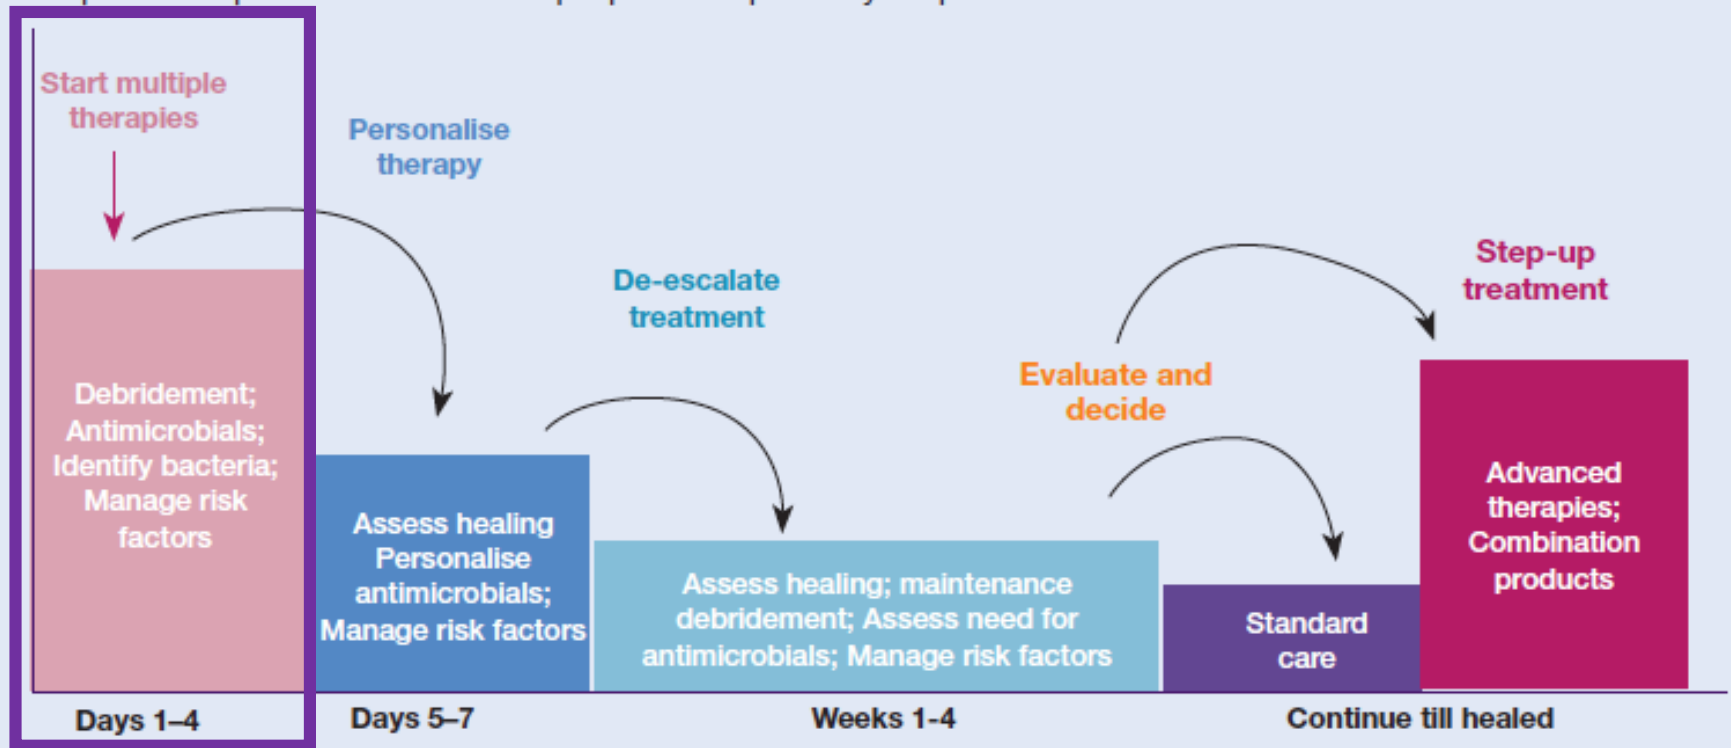 Start multiple
therapies
Personalise
therapy
De-escalate
treatment
Evaluate and
decide
Step-up
treatment
Debridement;
Antimicrobials;
Identify bacteria;
Manage risk
factors
Assess healing
Personalise
antimicrobials;
Manage risk factors
Assess healing; maintenance
debridement; Assess need for
antimicrobials; Manage risk factors
Standard
care
Advanced
therapies;
Combination
products
Days 1–4
Days 5–7
Weeks 1-4
Continue till healed